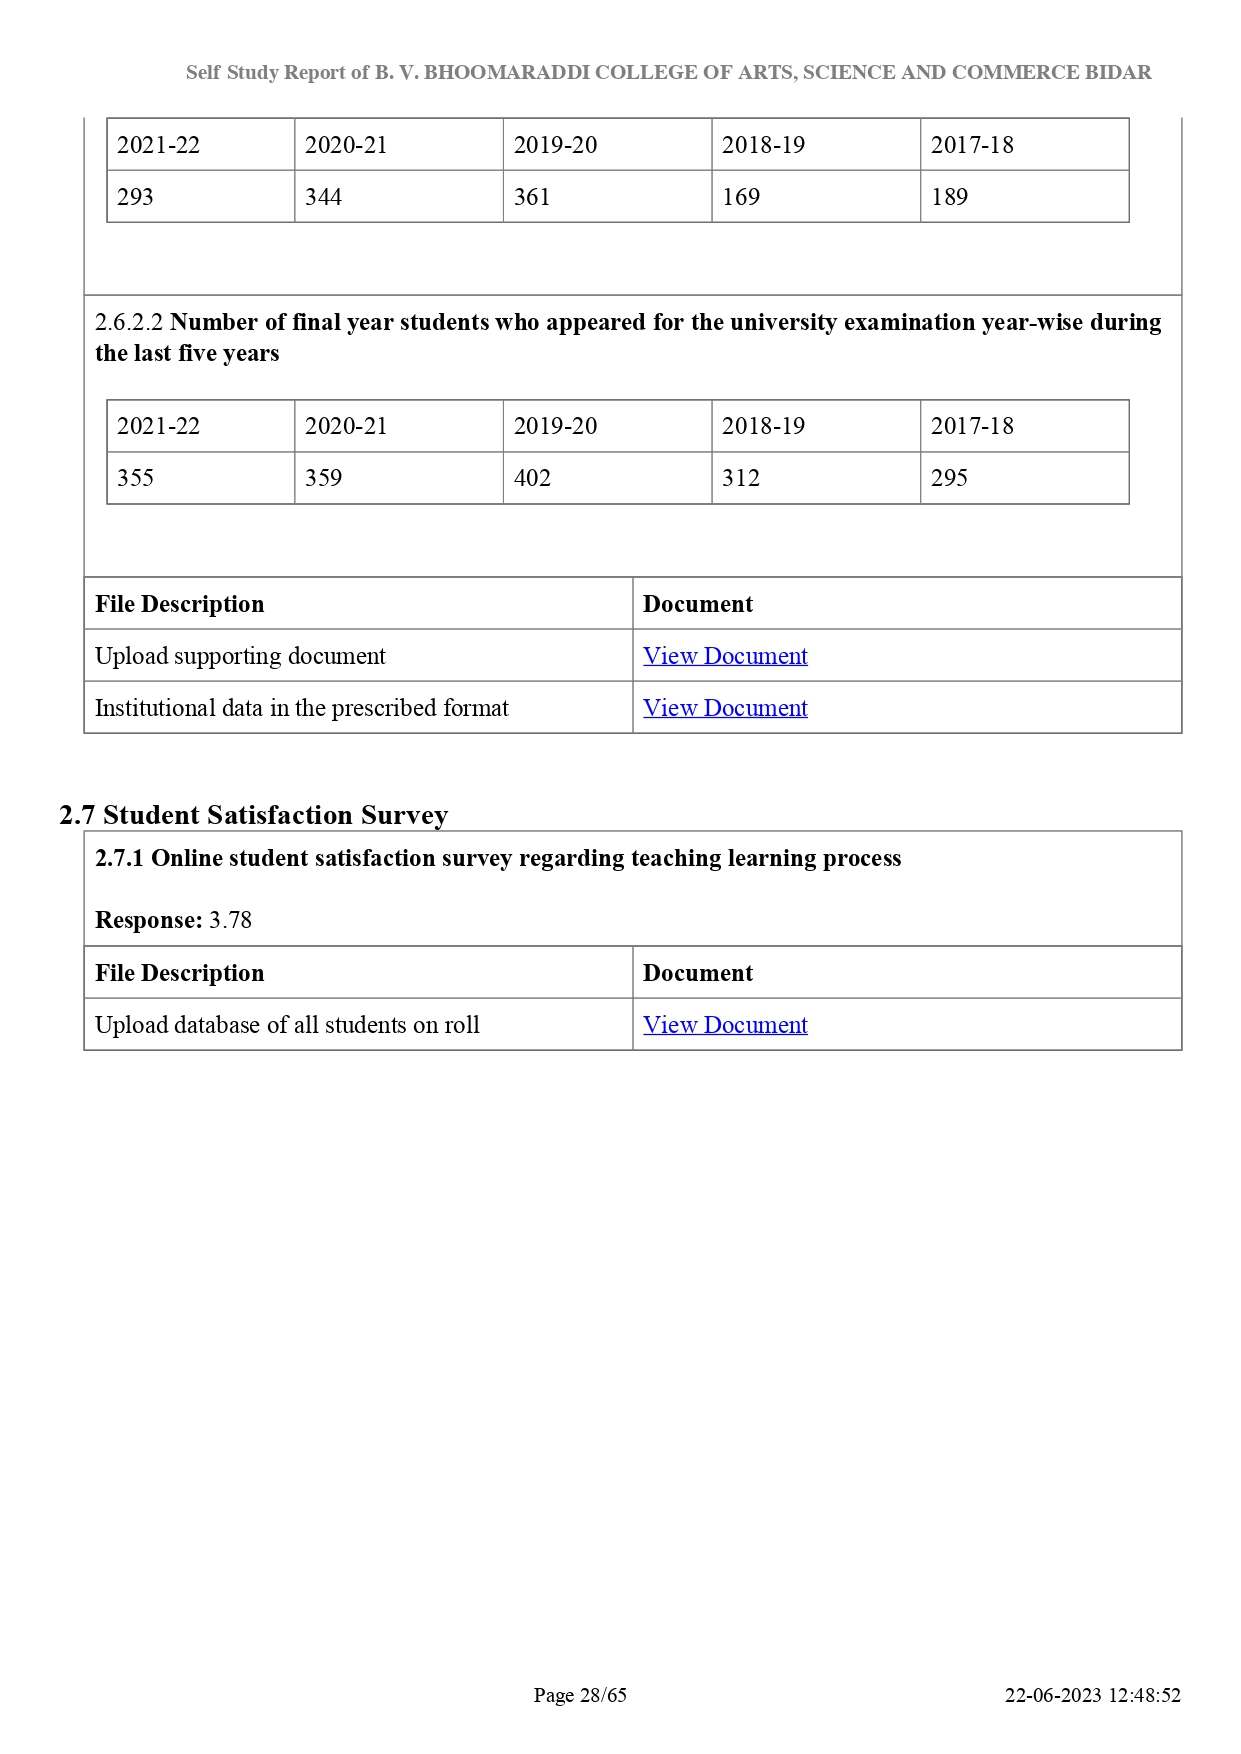 Self Study Report of B. V. BHOOMARADDI COLLEGE OF ARTS, SCIENCE AND COMMERCE BIDAR
2021-22 2020-21 2019-20 2018-19 2017-18
293 344 361 169 189
2.6.2.2 Number of final year students who appeared for the university examination year-wise during
the last five years
2021-22 2020-21 2019-20 2018-19 2017-18
355 359 402 312 295
File Description Document
Upload supporting document View Document
Institutional data in the prescribed format View Document
2.7 Student Satisfaction Survey
2.7.1 Online student satisfaction survey regarding teaching learning process
Response: 3.78
File Description Document
Upload database of all students on roll View Document
Page 28/65 22-06-2023 12:48:52